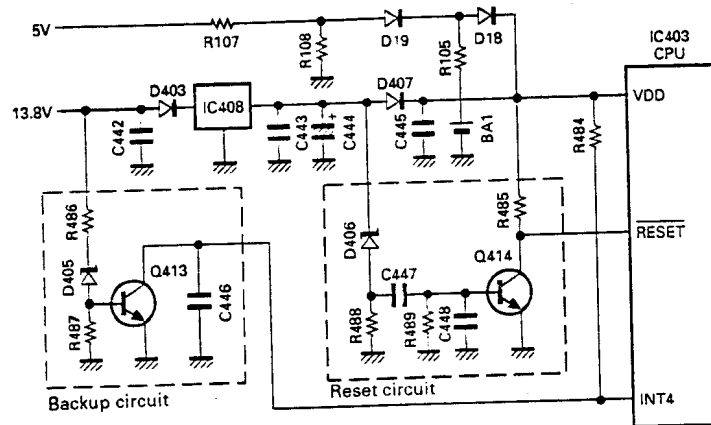 5V
R107
R108
D19
D18
R105
IC403
CPU
13.8V
D403
IC408
D407
VDD
C442
C443
C444
+
C445
BA1
R484
R486
D405
Q413
C446
R487
Backup circuit
D406
C447
R485
Q414
RESET
R488
R489
C448
Reset circuit
INT4